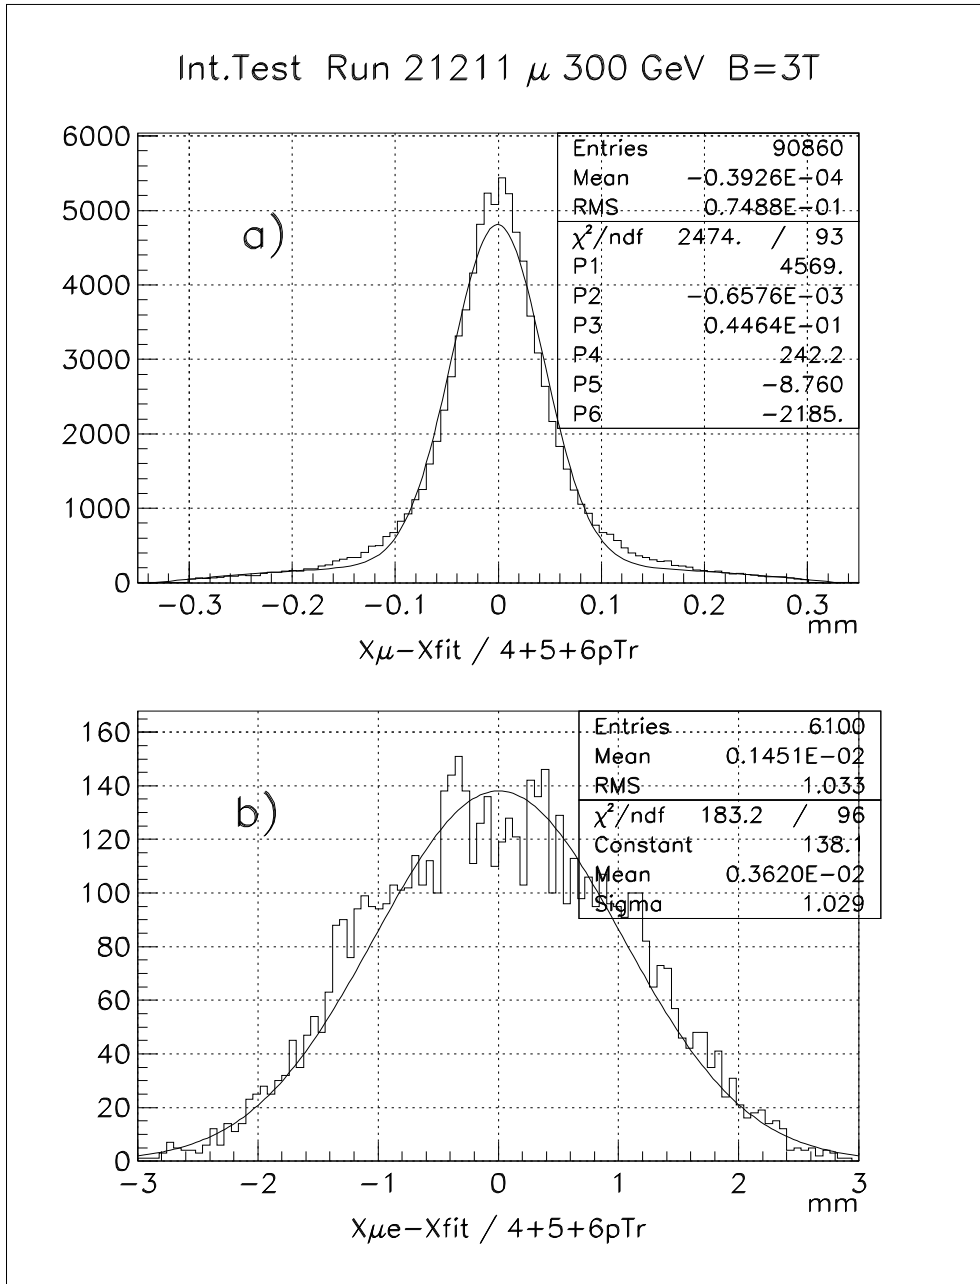 Int.Test Run 21211 μ 300 GeV B=3T
a)
6000
5000
4000
3000
2000
1000
0
Entries 90860
Mean −0.3926E−04
RMS 0.7488E−01
χ²/ndf 2474. / 93
P1 4569.
P2 −0.6576E−03
P3 0.4464E−01
P4 242.2
P5 −8.760
P6 −2185.
−0.3 −0.2 −0.1 0 0.1 0.2 0.3
mm
Xμ−Xfit / 4+5+6pTr
b)
160
140
120
100
80
60
40
20
0
Entries 6100
Mean 0.1451E−02
RMS 1.033
χ²/ndf 183.2 / 96
Constant 138.1
Mean 0.3620E−02
Sigma 1.029
−3 −2 −1 0 1 2 3
mm
Xμe−Xfit / 4+5+6pTr